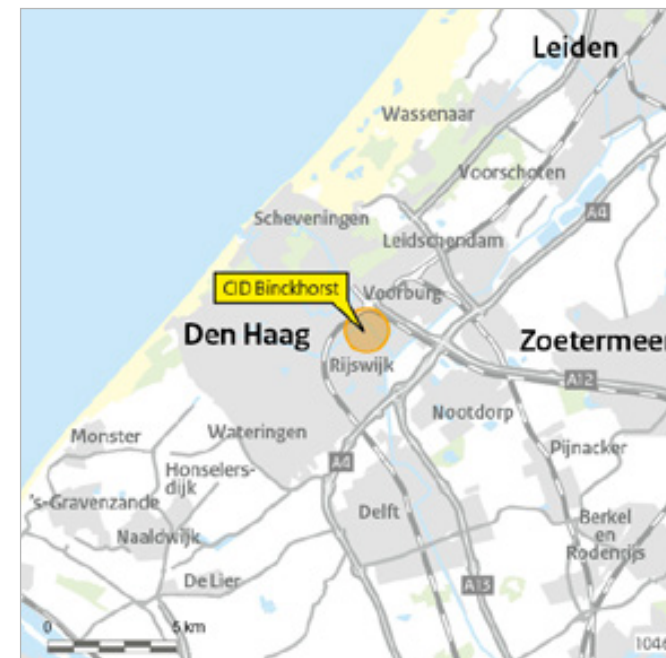 Leiden
Wassenaar
Voorschoten
Scheveningen
A4
Leidschendam
CID Binckhorst
Voorburg
Den Haag
Zoetermeer
Rijswijk
A12
Nootdorp
Monster
Wateringen
Pijnacker
A4
Honselers-
dijk
's-Gravenzande
Delft
Berkel
en
Rodenrijs
Naaldwijk
De Lier
A13
0
5 km
1046